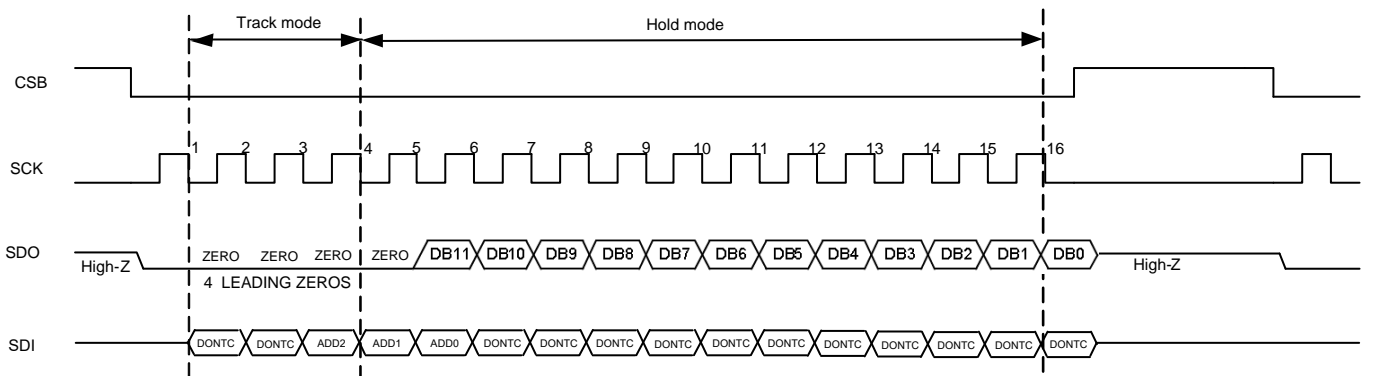 Track mode
Hold mode
CSB
SCK
1 2 3 4 5 6 7 8 9 10 11 12 13 14 15 16
SDO
High-Z
ZERO ZERO ZERO ZERO DB11 DB10 DB9 DB8 DB7 DB6 DB5 DB4 DB3 DB2 DB1 DB0
High-Z
4 LEADING ZEROS
SDI
DONTC DONTC ADD2 ADD1 ADD0 DONTC DONTC DONTC DONTC DONTC DONTC DONTC DONTC DONTC DONTC DONTC